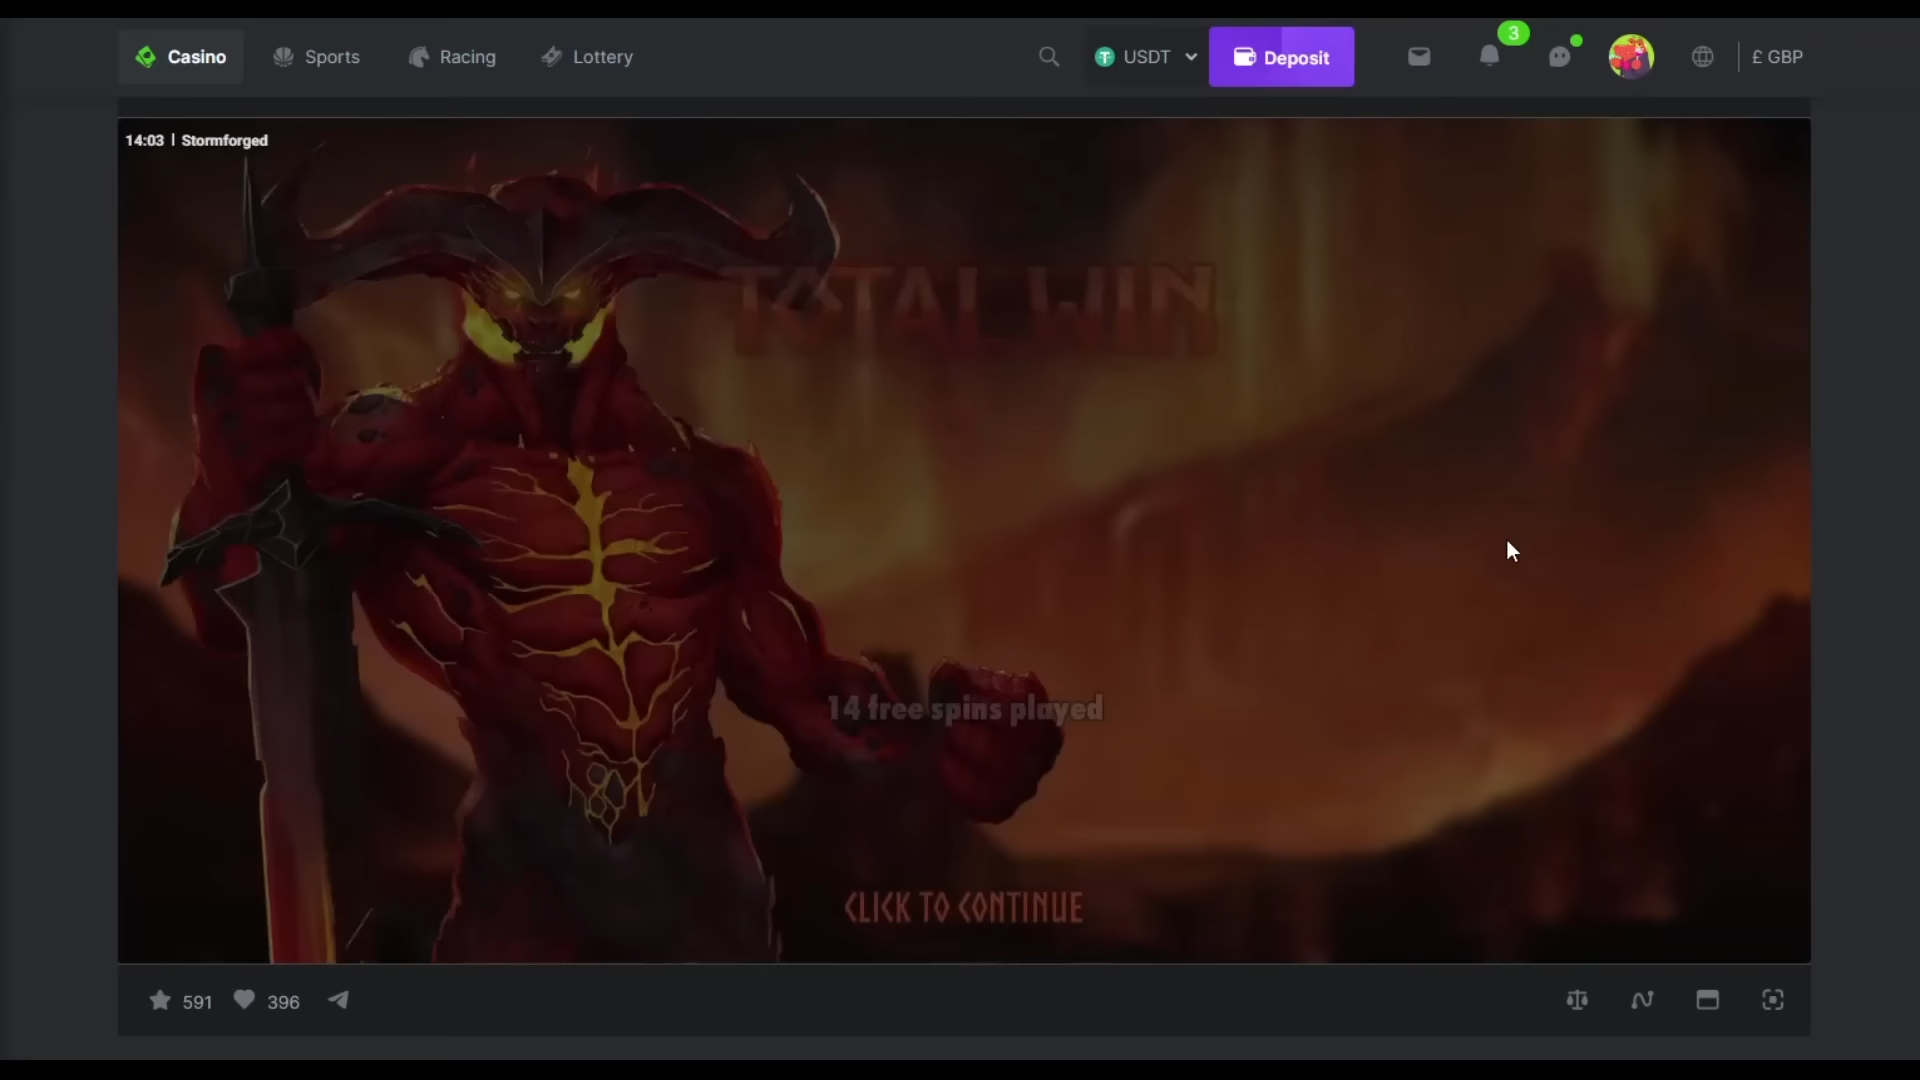 Casino Sports Racing Lottery USDT Deposit 3 £ GBP
14:03 | Stormforged
TOTAL WIN
14 free spins played
CLICK TO CONTINUE
591 396